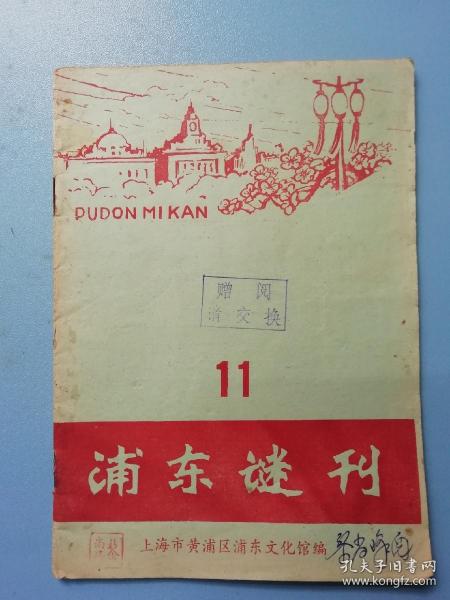 PUDON MI KAN
赠阅
请交换
11
浦东谜刊
上海市黄浦区浦东文化馆编
孔夫子旧书网
kongfz.com